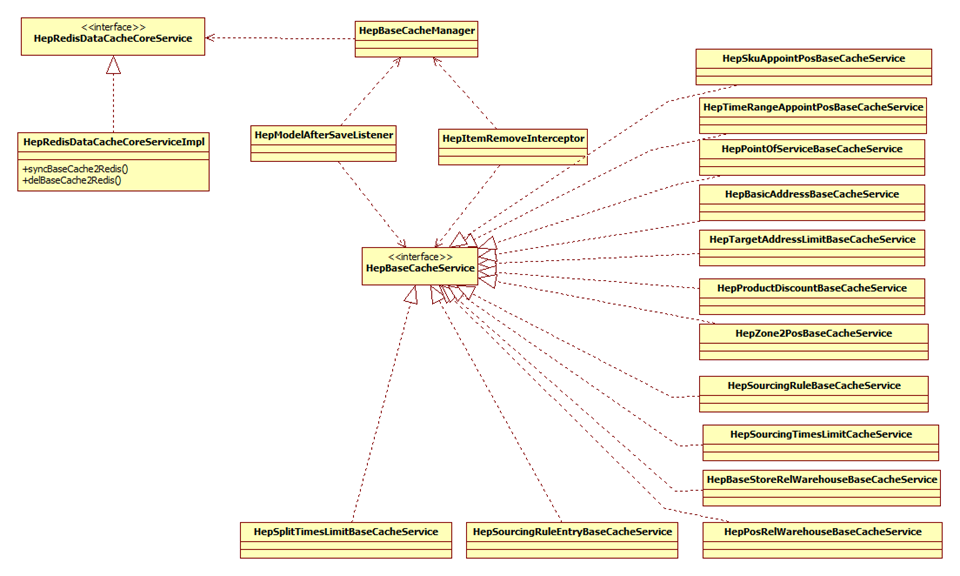 <<interface>>
HepRedisDataCacheCoreService
HepBaseCacheManager
HepSkuAppointPosBaseCacheService
HepTimeRangeAppointPosBaseCacheService
HepRedisDataCacheCoreServiceImpl
+syncBaseCache2Redis()
+delBaseCache2Redis()
HepModelAfterSaveListener
HepItemRemoveInterceptor
HepPointOfServiceBaseCacheService
HepBasicAddressBaseCacheService
HepTargetAddressLimitBaseCacheService
<<interface>>
HepBaseCacheService
HepProductDiscountBaseCacheService
HepZone2PosBaseCacheService
HepSourcingRuleBaseCacheService
HepSourcingTimesLimitCacheService
HepBaseStoreRelWarehouseBaseCacheService
HepSplitTimesLimitBaseCacheService
HepSourcingRuleEntryBaseCacheService
HepPosRelWarehouseBaseCacheService